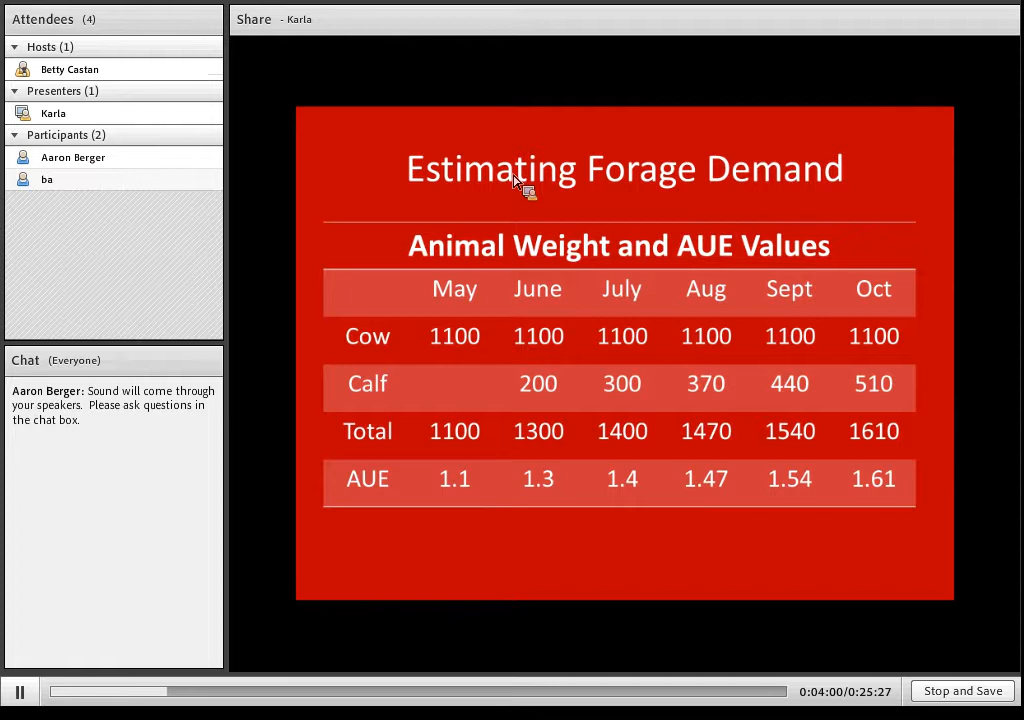 Attendees (4)
Hosts (1)
Betty Castan
Presenters (1)
Karla
Participants (2)
Aaron Berger
ba
Chat (Everyone)
Aaron Berger: Sound will come through
your speakers. Please ask questions in
the chat box.
Share - Karla
Estimating Forage Demand
Animal Weight and AUE Values
May June July Aug Sept Oct
Cow 1100 1100 1100 1100 1100 1100
Calf 200 300 370 440 510
Total 1100 1300 1400 1470 1540 1610
AUE 1.1 1.3 1.4 1.47 1.54 1.61
0:04:00/0:25:27
Stop and Save